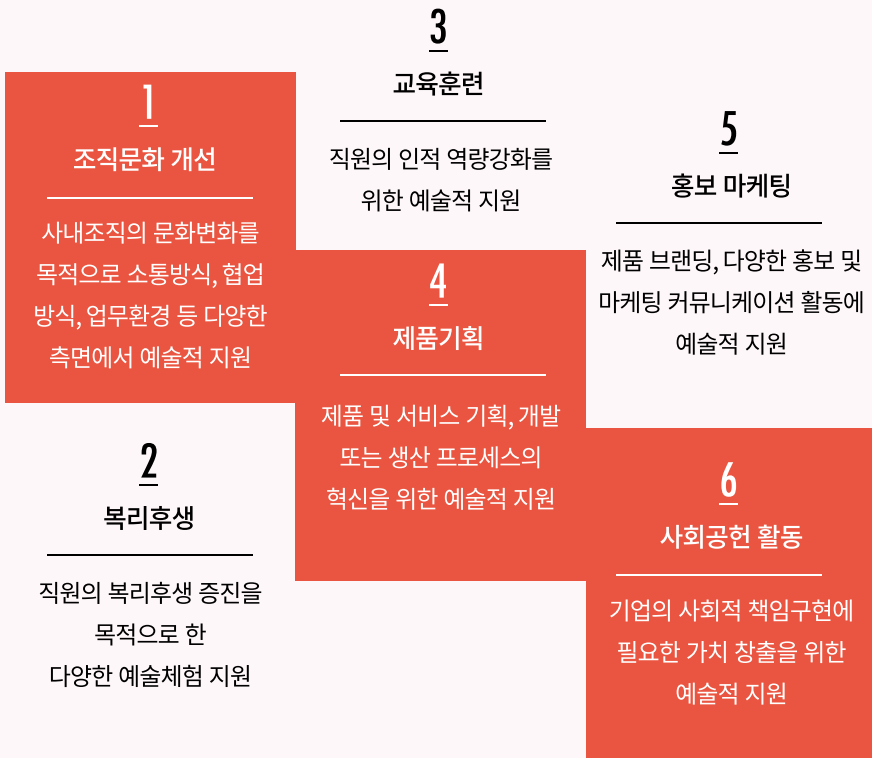 1
조직문화 개선
사내조직의 문화변화를
목적으로 소통방식, 협업
방식, 업무환경 등 다양한
측면에서 예술적 지원
2
복리후생
직원의 복리후생 증진을
목적으로 한
다양한 예술체험 지원
3
교육훈련
직원의 인적 역량강화를
위한 예술적 지원
4
제품기획
제품 및 서비스 기획, 개발
또는 생산 프로세스의
혁신을 위한 예술적 지원
5
홍보 마케팅
제품 브랜딩, 다양한 홍보 및
마케팅 커뮤니케이션 활동에
예술적 지원
6
사회공헌 활동
기업의 사회적 책임구현에
필요한 가치 창출을 위한
예술적 지원